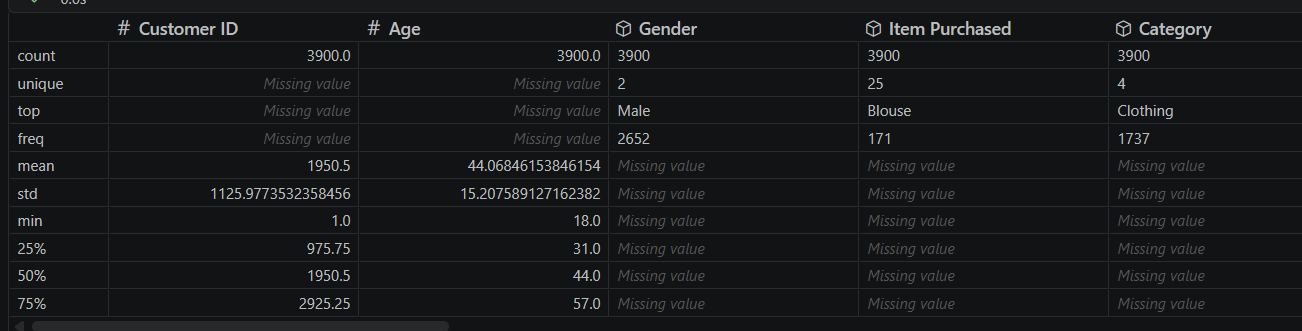 0.0s
# Customer ID # Age Gender Item Purchased Category
count 3900.0 3900.0 3900 3900 3900
unique Missing value Missing value 2 25 4
top Missing value Missing value Male Blouse Clothing
freq Missing value Missing value 2652 171 1737
mean 1950.5 44.06846153846154 Missing value Missing value Missing value
std 1125.9773532358456 15.207589127162382 Missing value Missing value Missing value
min 1.0 18.0 Missing value Missing value Missing value
25% 975.75 31.0 Missing value Missing value Missing value
50% 1950.5 44.0 Missing value Missing value Missing value
75% 2925.25 57.0 Missing value Missing value Missing value